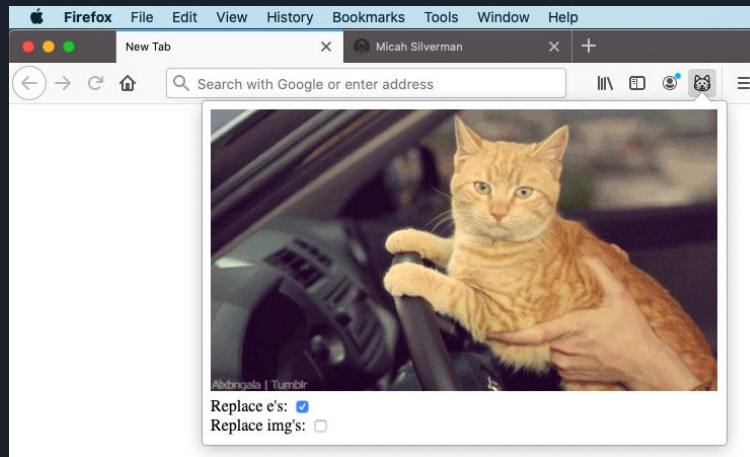 Firefox File Edit View History Bookmarks Tools Window Help
New Tab Micah Silverman
Search with Google or enter address
Alxbngala | Tumblr
Replace e's:
Replace img's: